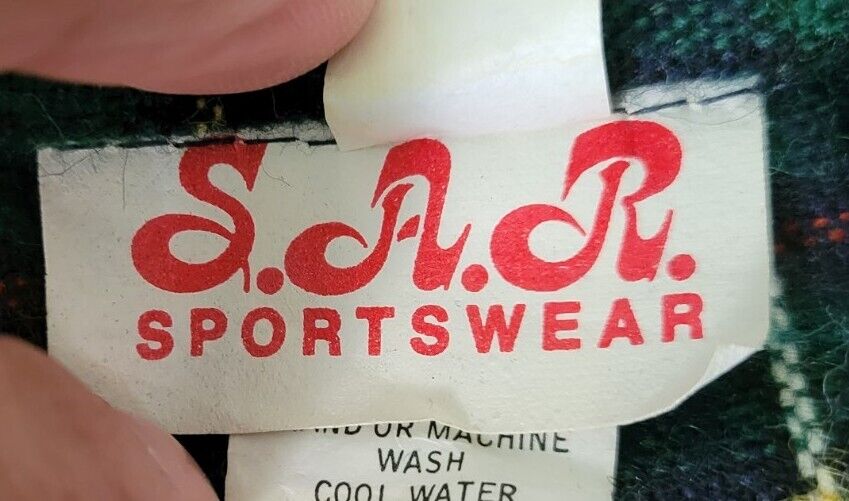 S.A.R.
SPORTSWEAR
OR MACHINE
WASH
COOL WATER